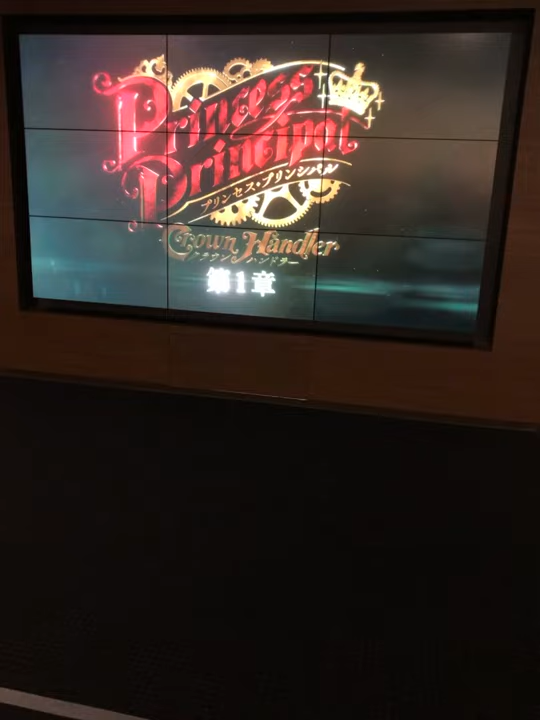 Princess
Principal
プリンセス・プリンシパル
Crown Handler
クラウン ハンドラー
第1章